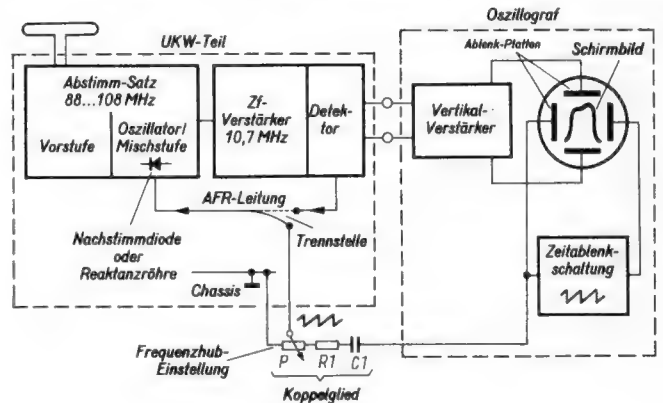 Oszillograf
UKW-Teil
Ablenk-Platten
Schirmbild
Abstimm-Satz
88...108 MHz
Vorstufe
Oszillator/
Mischstufe
Zf-
Verstärker
10,7 MHz
Detek-
tor
Vertikal-
Verstärker
AFR-Leitung
Trennstelle
Nachstimmdiode
oder
Reaktanzröhre
Chassis
Zeitablenk-
schaltung
Frequenzhub-
Einstellung
P R1 C1
Koppelglied